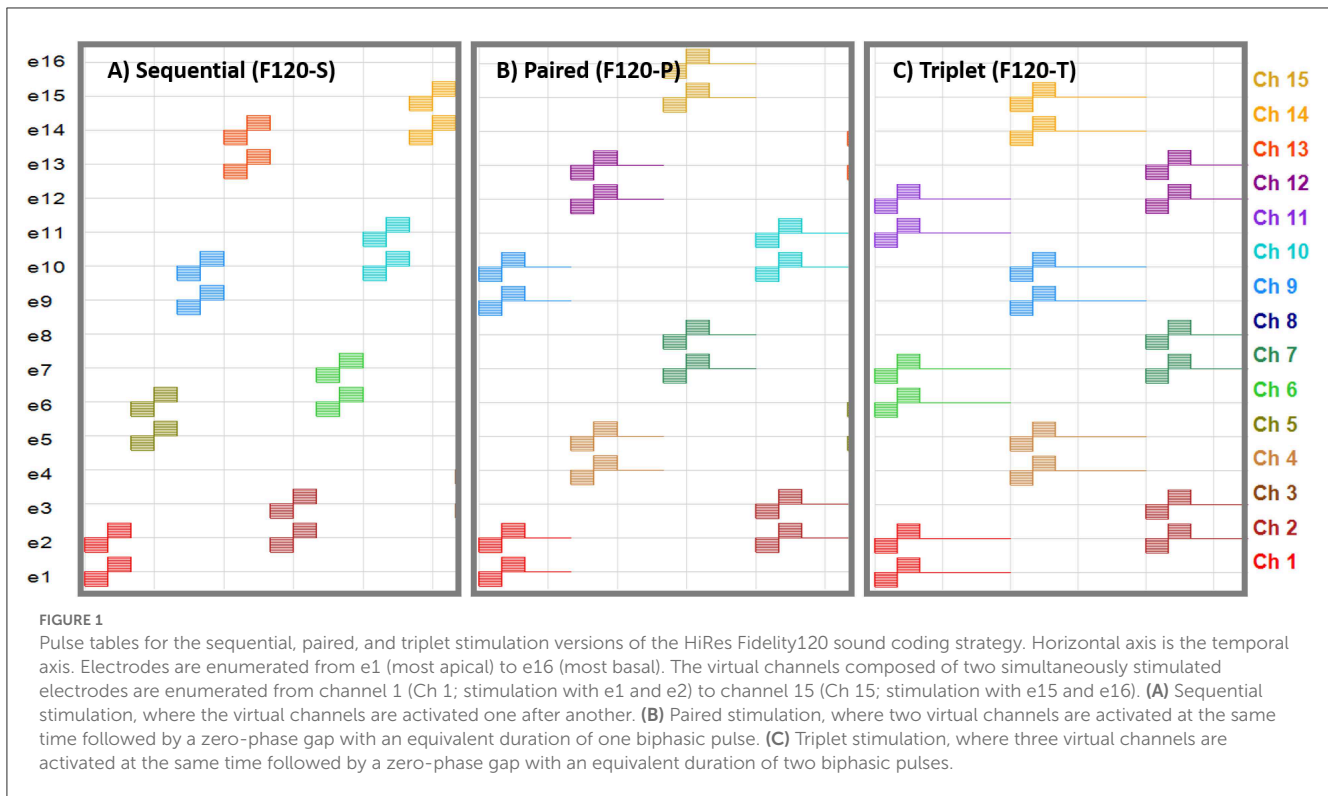 A) Sequential (F120-S)
B) Paired (F120-P)
C) Triplet (F120-T)
e16
e15
e14
e13
e12
e11
e10
e9
e8
e7
e6
e5
e4
e3
e2
e1
Ch 15
Ch 14
Ch 13
Ch 12
Ch 11
Ch 10
Ch 9
Ch 8
Ch 7
Ch 6
Ch 5
Ch 4
Ch 3
Ch 2
Ch 1
FIGURE 1
Pulse tables for the sequential, paired, and triplet stimulation versions of the HiRes Fidelity120 sound coding strategy. Horizontal axis is the temporal
axis. Electrodes are enumerated from e1 (most apical) to e16 (most basal). The virtual channels composed of two simultaneously stimulated
electrodes are enumerated from channel 1 (Ch 1; stimulation with e1 and e2) to channel 15 (Ch 15; stimulation with e15 and e16). (A) Sequential
stimulation, where the virtual channels are activated one after another. (B) Paired stimulation, where two virtual channels are activated at the same
time followed by a zero-phase gap with an equivalent duration of one biphasic pulse. (C) Triplet stimulation, where three virtual channels are
activated at the same time followed by a zero-phase gap with an equivalent duration of two biphasic pulses.